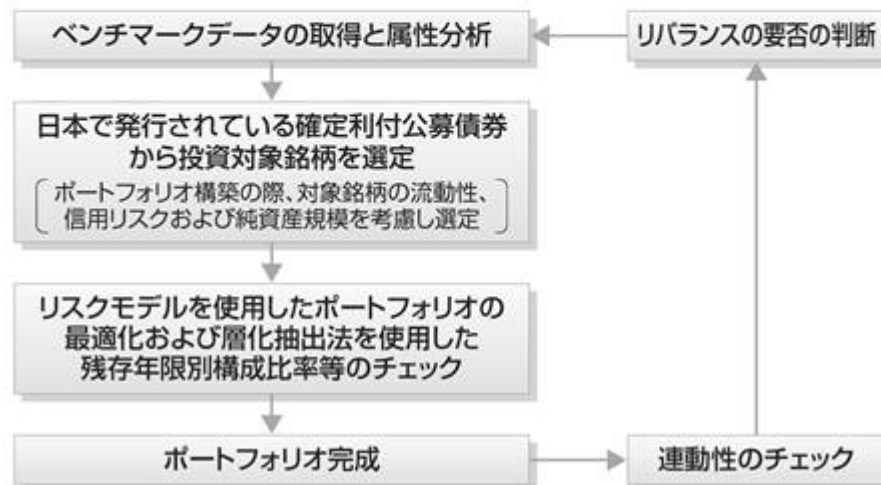 ベンチマークデータの取得と属性分析
リバランスの要否の判断
日本で発行されている確定利付公募債券
から投資対象銘柄を選定
ポートフォリオ構築の際、対象銘柄の流動性、
信用リスクおよび純資産規模を考慮し選定
リスクモデルを使用したポートフォリオの
最適化および層化抽出法を使用した
残存年限別構成比率等のチェック
ポートフォリオ完成
連動性のチェック